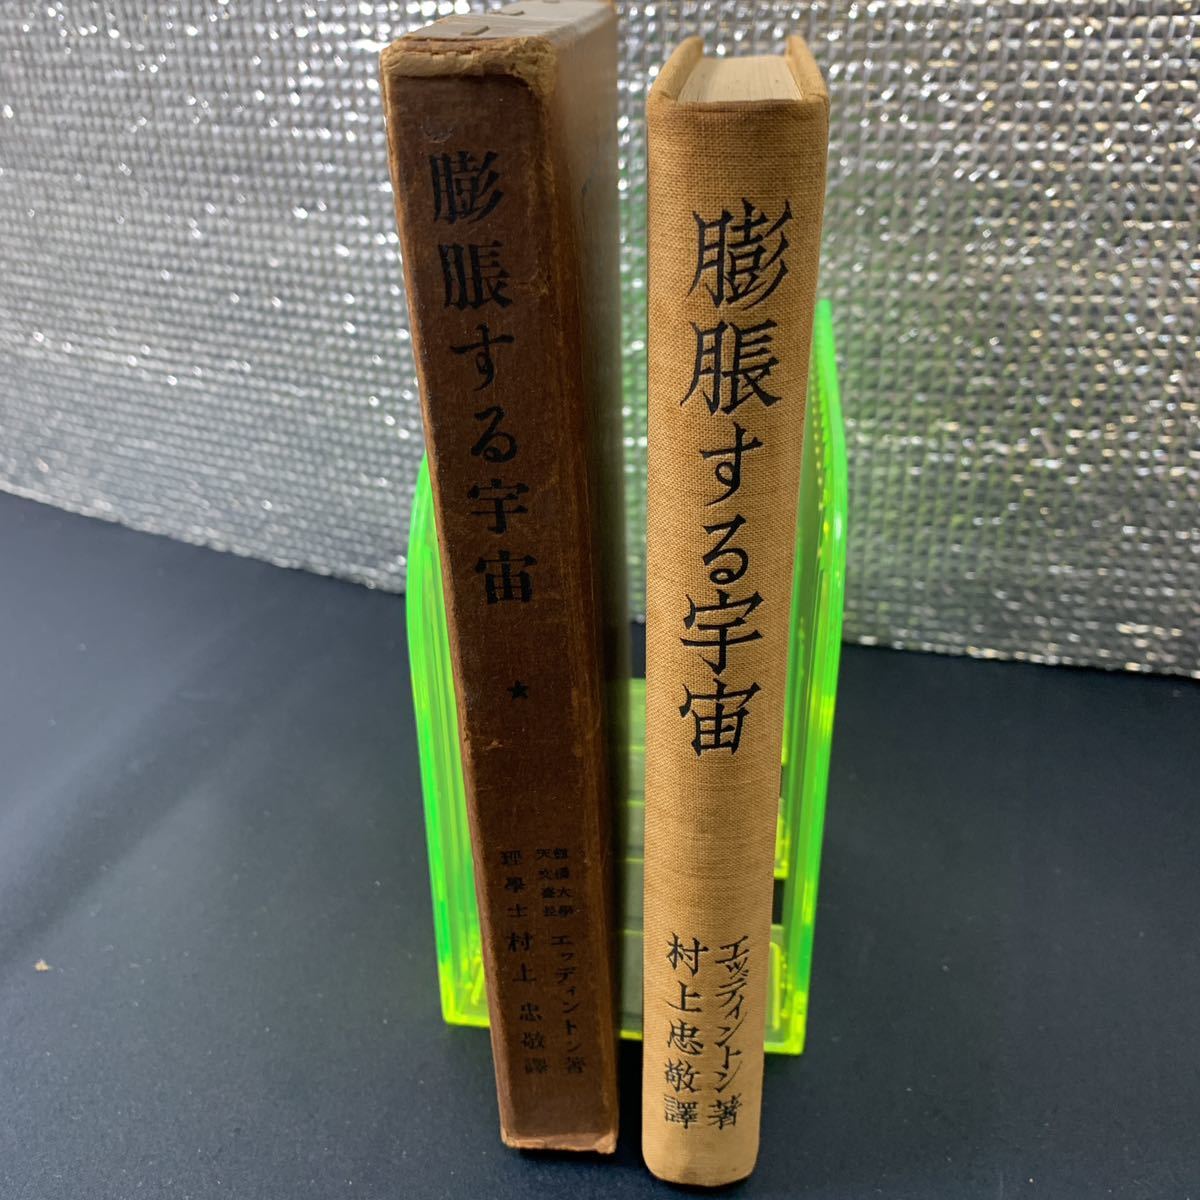 膨脹する宇宙
★
劔橋大學
天文臺長
エッディントン著
理學士 村上忠敬譯
膨脹する宇宙
エッディントン著
村上忠敬譯